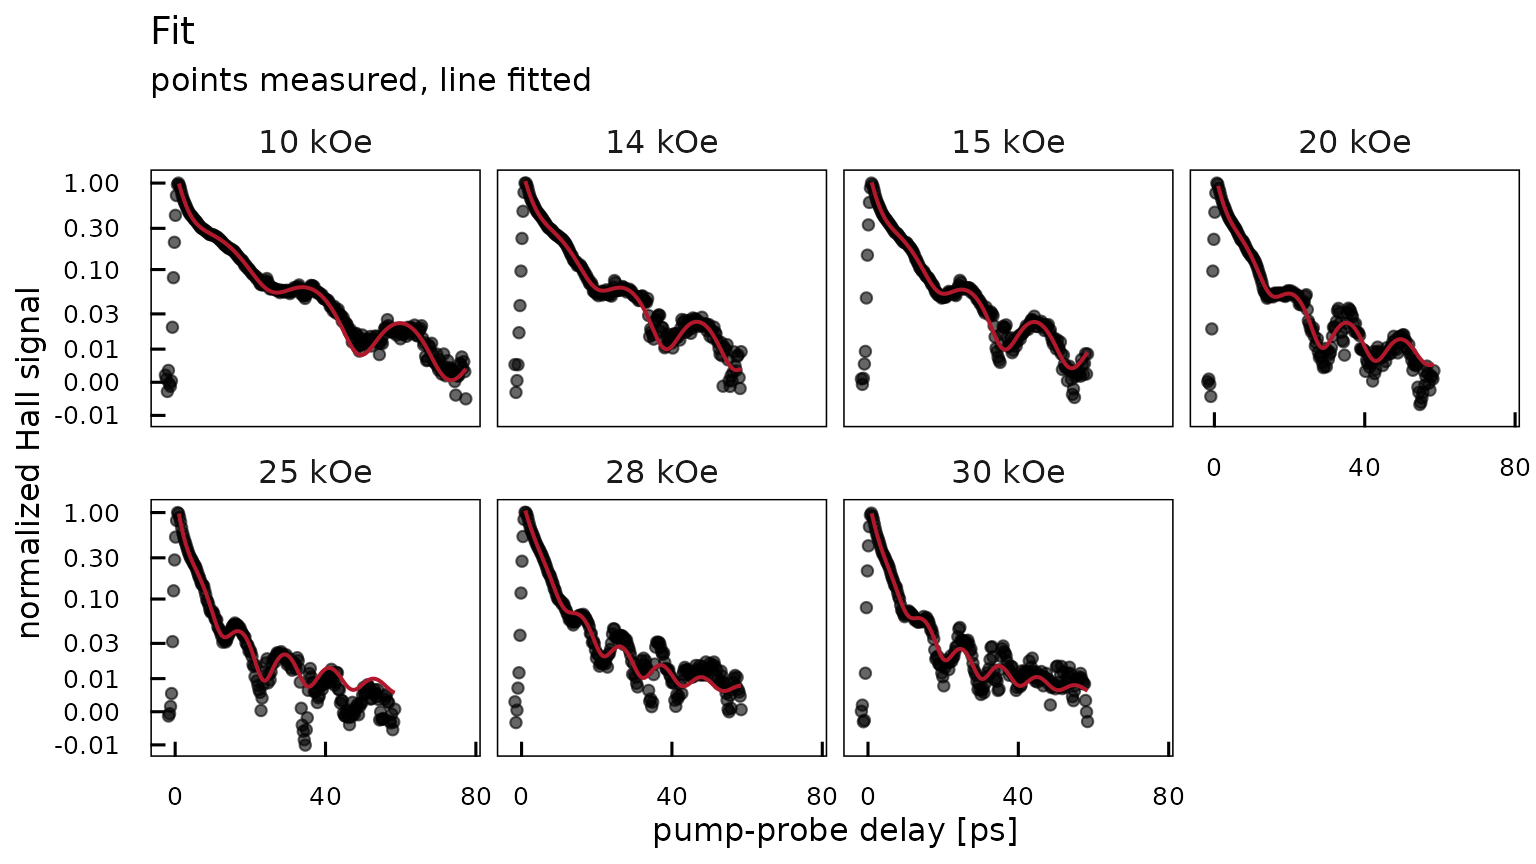 Fit
points measured, line fitted
10 kOe
14 kOe
15 kOe
20 kOe
1.00
0.30
0.10
0.03
0.01
0.00
-0.01
0 40 80
25 kOe
28 kOe
30 kOe
1.00
0.30
0.10
0.03
0.01
0.00
-0.01
0 40 80
0 40 80
0 40 80
normalized Hall signal
pump-probe delay [ps]